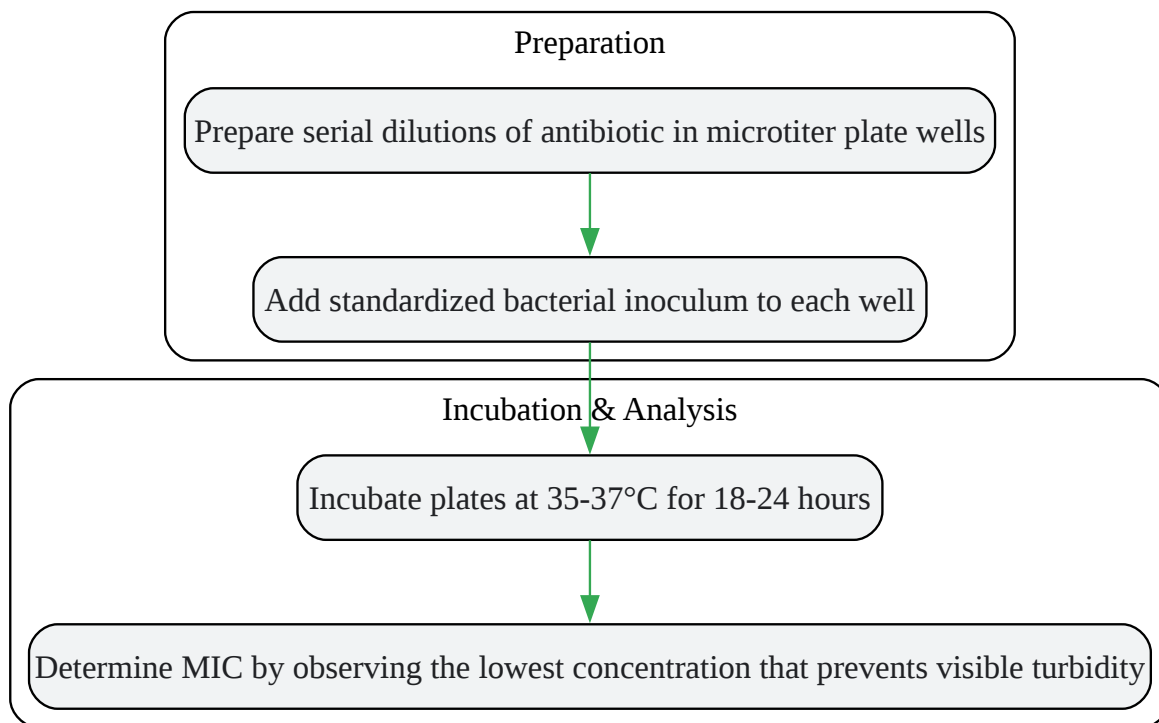 Preparation
Prepare serial dilutions of antibiotic in microtiter plate wells
Add standardized bacterial inoculum to each well
Incubation & Analysis
Incubate plates at 35-37°C for 18-24 hours
Determine MIC by observing the lowest concentration that prevents visible turbidity